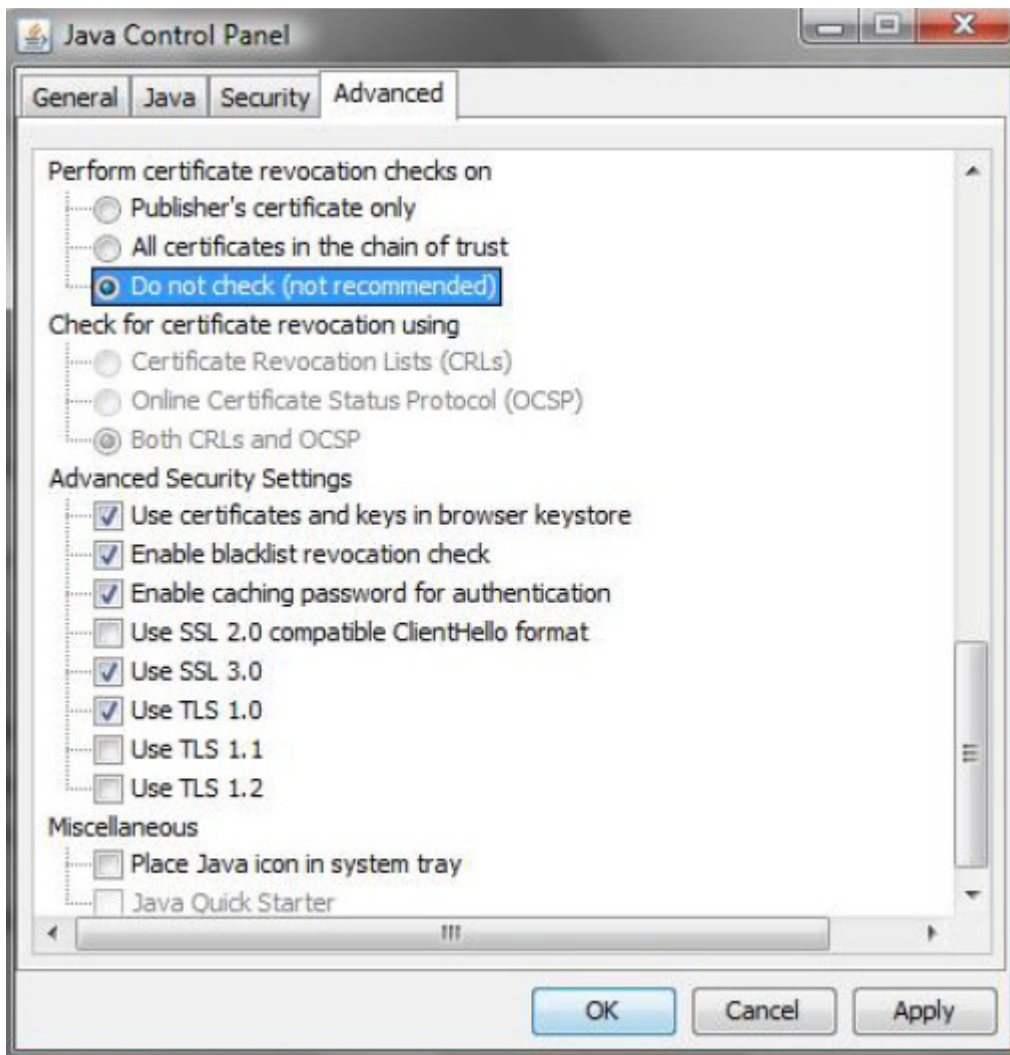 Java Control Panel
General Java Security Advanced
Perform certificate revocation checks on
Publisher's certificate only
All certificates in the chain of trust
Do not check (not recommended)
Check for certificate revocation using
Certificate Revocation Lists (CRLs)
Online Certificate Status Protocol (OCSP)
Both CRLs and OCSP
Advanced Security Settings
Use certificates and keys in browser keystore
Enable blacklist revocation check
Enable caching password for authentication
Use SSL 2.0 compatible ClientHello format
Use SSL 3.0
Use TLS 1.0
Use TLS 1.1
Use TLS 1.2
Miscellaneous
Place Java icon in system tray
Java Quick Starter
OK Cancel Apply